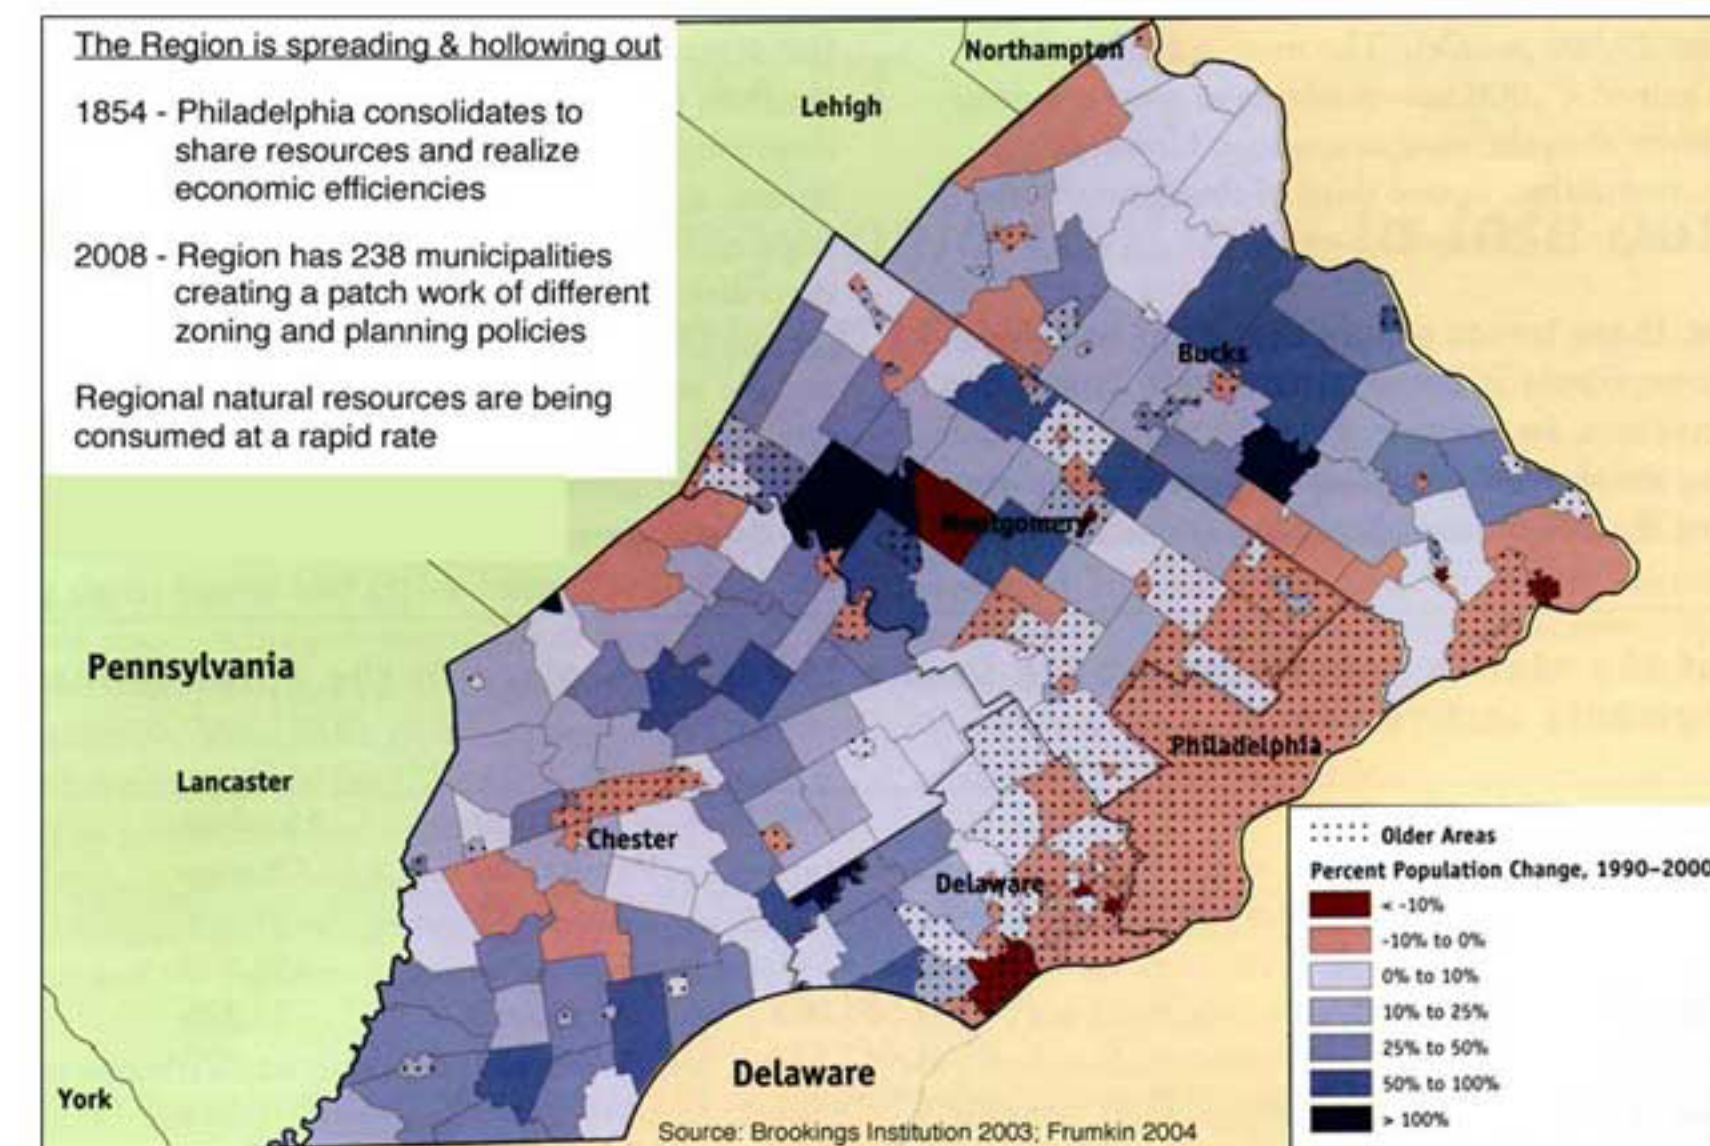 The Region is spreading & hollowing out
1854 - Philadelphia consolidates to
share resources and realize
economic efficiencies
2008 - Region has 238 municipalities
creating a patch work of different
zoning and planning policies
Regional natural resources are being
consumed at a rapid rate
Northampton
Lehigh
Bucks
Montgomery
Pennsylvania
Lancaster
Philadelphia
Chester
Delaware
York
Delaware
Older Areas
Percent Population Change, 1990–2000
< -10%
-10% to 0%
0% to 10%
10% to 25%
25% to 50%
50% to 100%
> 100%
Source: Brookings Institution 2003; Frumkin 2004